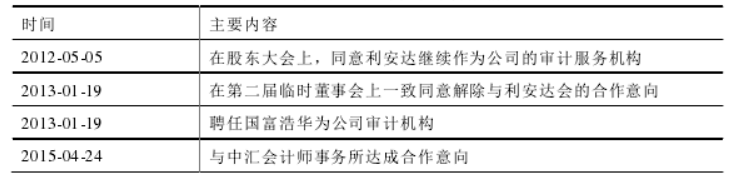 时间 主要内容
2012-05-05 在股东大会上，同意利安达继续作为公司的审计服务机构
2013-01-19 在第二届临时董事会上一致同意解除与利安达会的合作意向
2013-01-19 聘任国富浩华为公司审计机构
2015-04-24 与中汇会计师事务所达成合作意向